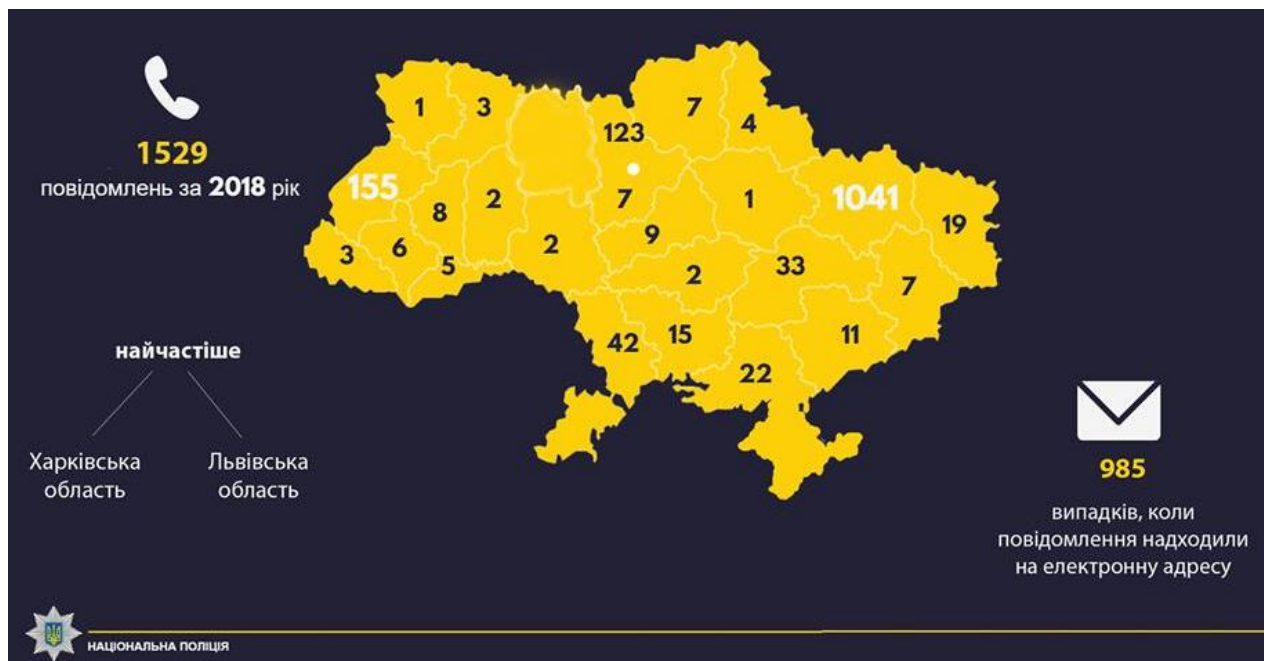 1529
повідомлень за 2018 рік
1
3
123
7
4
155
8
2
7
1
1041
19
3
6
5
2
9
2
33
7
42
15
22
11
найчастіше
Харківська
область
Львівська
область
985
випадків, коли
повідомлення надходили
на електронну адресу
НАЦІОНАЛЬНА ПОЛІЦІЯ